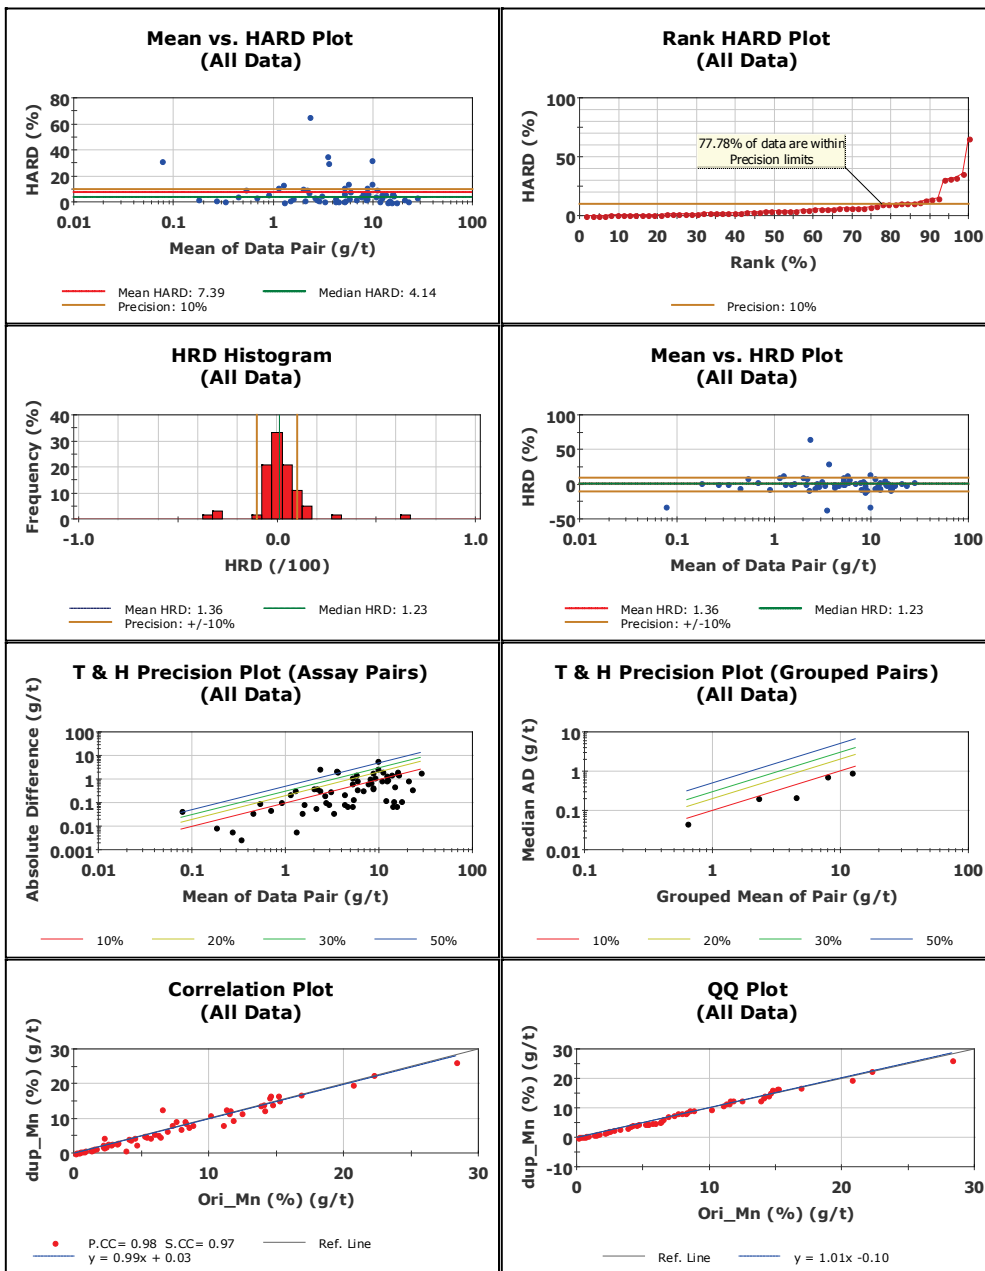 Mean vs. HARD Plot
(All Data)
HARD (%)
80
60
40
20
0
0.01
0.1
1
10
100
Mean of Data Pair (g/t)
Mean HARD: 7.39
Median HARD: 4.14
Precision: 10%
Rank HARD Plot
(All Data)
HARD (%)
100
50
0
77.78% of data are within
Precision limits
0
10
20
30
40
50
60
70
80
90
100
Rank (%)
Precision: 10%
HRD Histogram
(All Data)
Frequency (%)
40
30
20
10
0
-1.0
0.0
1.0
HRD (/100)
Mean HRD: 1.36
Median HRD: 1.23
Precision: +/-10%
Mean vs. HRD Plot
(All Data)
HRD (%)
100
50
0
-50
0.01
0.1
1
10
100
Mean of Data Pair (g/t)
Mean HRD: 1.36
Median HRD: 1.23
Precision: +/-10%
T & H Precision Plot (Assay Pairs)
(All Data)
Absolute Difference (g/t)
100
10
1
0.1
0.01
0.001
0.01
0.1
1
10
100
Mean of Data Pair (g/t)
10%
20%
30%
50%
T & H Precision Plot (Grouped Pairs)
(All Data)
Median AD (g/t)
10
1
0.1
0.01
0.1
1
10
100
Grouped Mean of Pair (g/t)
10%
20%
30%
50%
Correlation Plot
(All Data)
dup_Mn (%) (g/t)
30
20
10
0
0
10
20
30
Ori_Mn (%) (g/t)
P.CC= 0.98 S.CC= 0.97
Ref. Line
y = 0.99x + 0.03
QQ Plot
(All Data)
dup_Mn (%) (g/t)
30
20
10
0
-10
0
10
20
30
Ori_Mn (%) (g/t)
Ref. Line
y = 1.01x -0.10